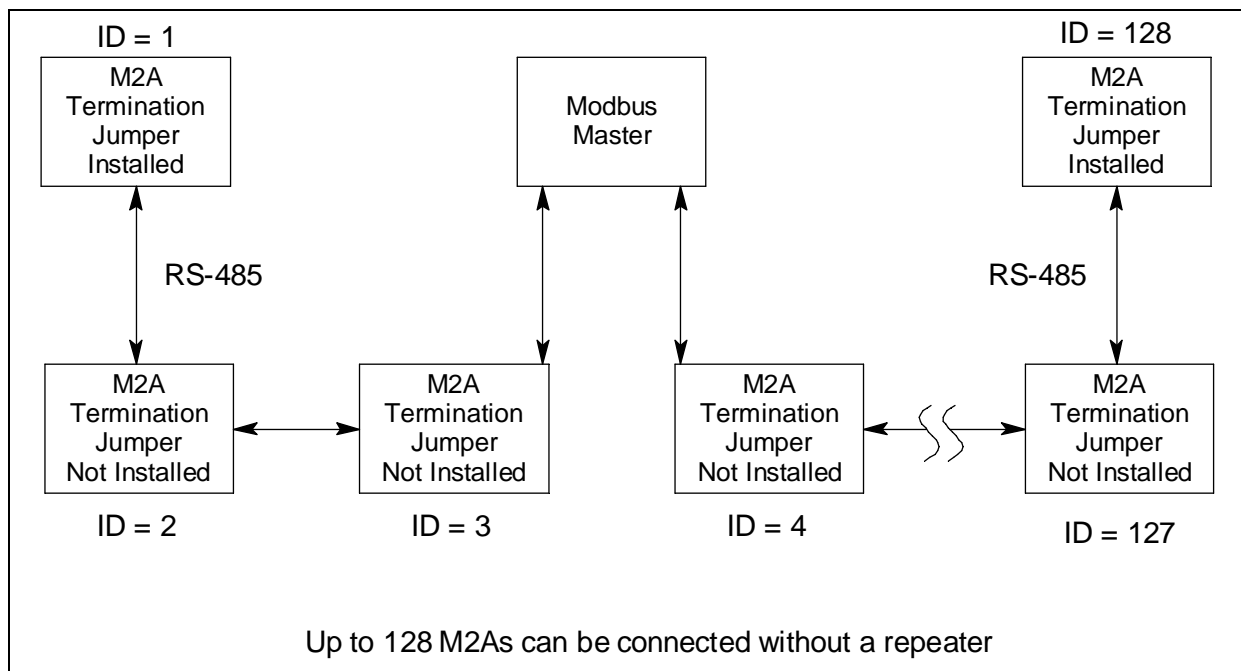 ID = 1
M2A
Termination
Jumper
Installed
Modbus
Master
ID = 128
M2A
Termination
Jumper
Installed
RS-485
RS-485
M2A
Termination
Jumper
Not Installed
ID = 2
M2A
Termination
Jumper
Not Installed
ID = 3
M2A
Termination
Jumper
Not Installed
ID = 4
M2A
Termination
Jumper
Not Installed
ID = 127
Up to 128 M2As can be connected without a repeater